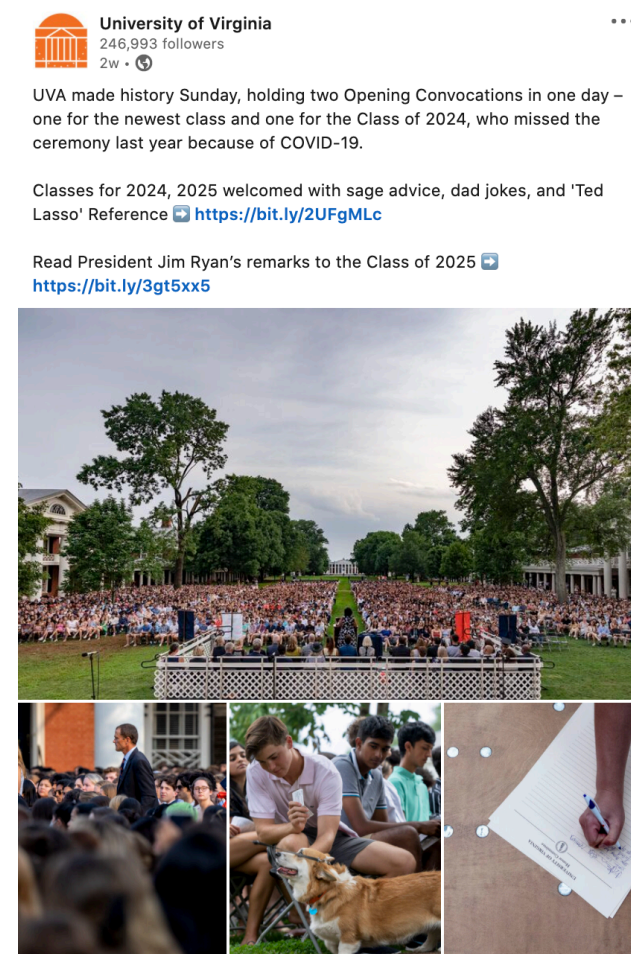 University of Virginia
246,993 followers
2w •
UVA made history Sunday, holding two Opening Convocations in one day –
one for the newest class and one for the Class of 2024, who missed the
ceremony last year because of COVID-19.
Classes for 2024, 2025 welcomed with sage advice, dad jokes, and 'Ted
Lasso' Reference ➡️ https://bit.ly/2UFgMLc
Read President Jim Ryan’s remarks to the Class of 2025 ➡️
https://bit.ly/3gt5xx5
UNIVERSITY OF VIRGINIA